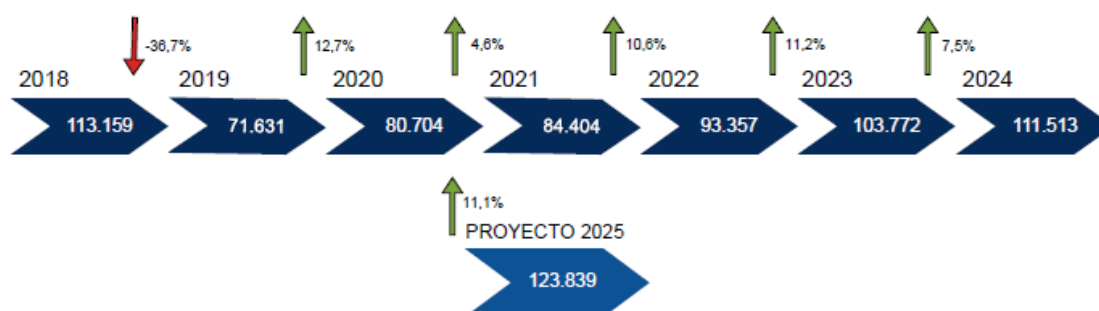 -36,7% 12,7% 4,6% 10,6% 11,2% 7,5%
2018 2019 2020 2021 2022 2023 2024
113.159 71.631 80.704 84.404 93.357 103.772 111.513
11,1%
PROYECTO 2025
123.839